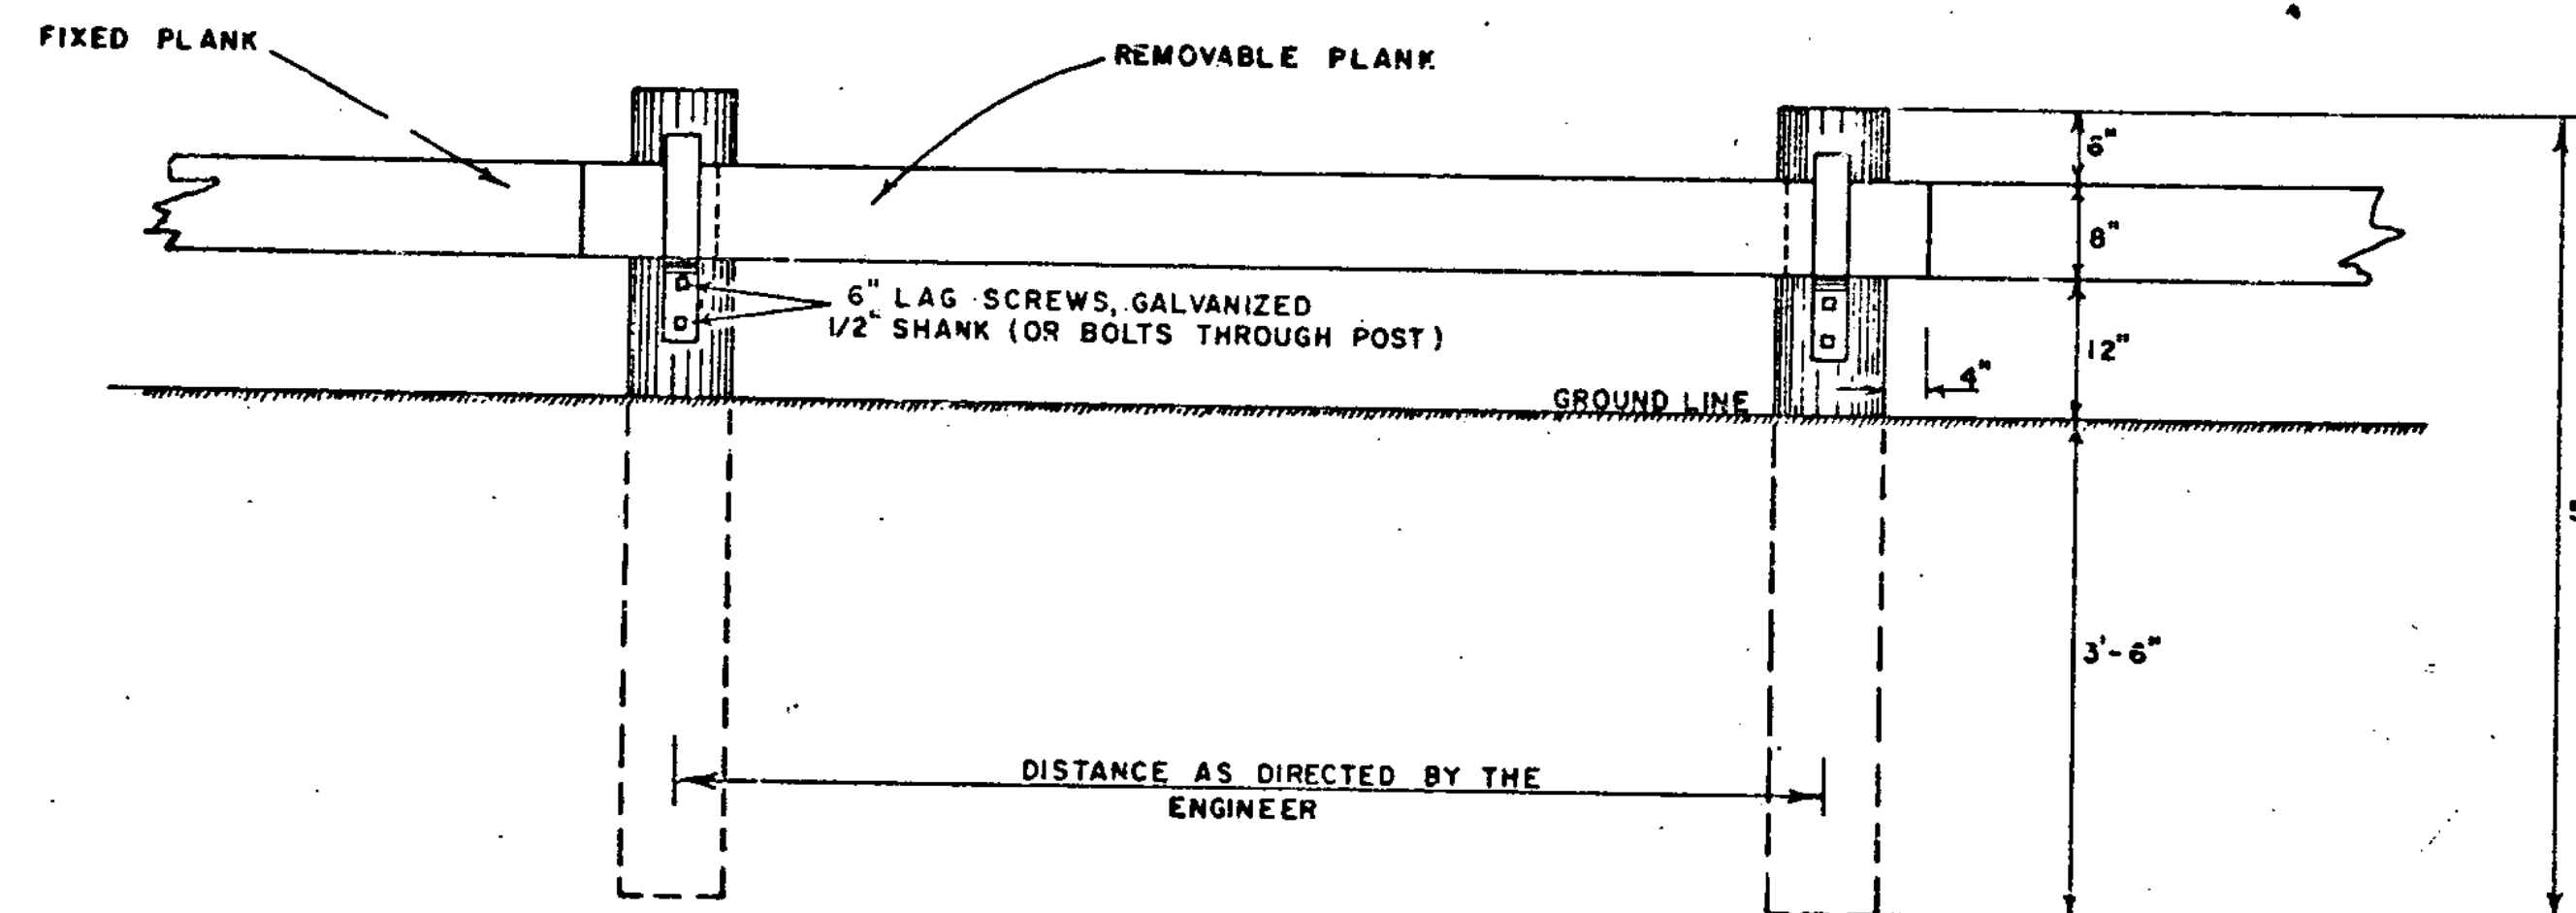 FIXED PLANK
REMOVABLE PLANK
6"
8"
6" LAG SCREWS, GALVANIZED
1/2" SHANK (OR BOLTS THROUGH POST)
12"
4"
GROUND LINE
3'-6"
DISTANCE AS DIRECTED BY THE
ENGINEER